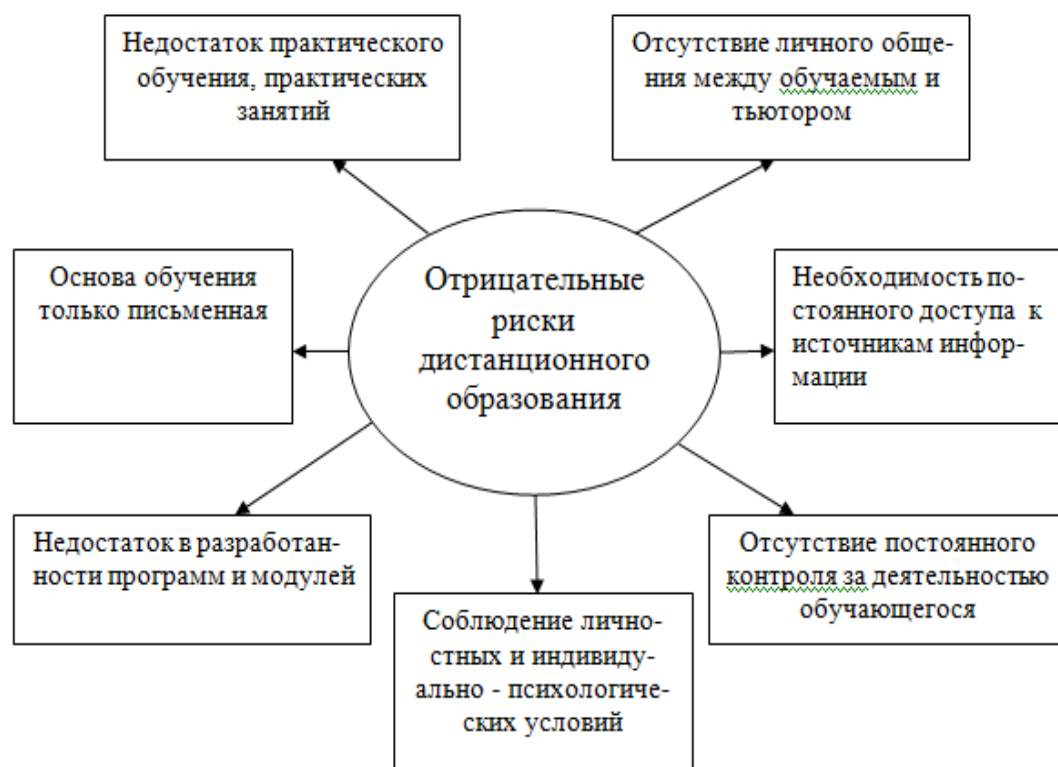 Недостаток практического
обучения, практических
занятий
Отсутствие личного обще-
ния между обучаемым и
тьютором
Основа обучения
только письменная
Отрицательные
риски
дистанционного
образования
Необходимость по-
стоянного доступа к
источникам инфор-
мации
Недостаток в разработан-
ности программ и модулей
Соблюдение лично-
стных и индивиду-
ально - психологиче-
ских условий
Отсутствие постоянного
контроля за деятельностью
обучающегося